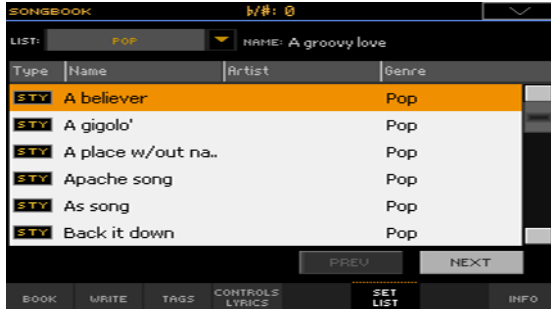 SONGBOOK b/#: 0
LIST: POP NAME: A groovy love
Type Name Artist Genre
STY A believer Pop
STY A gigolo' Pop
STY A place w/out na.. Pop
STY Apache song Pop
STY As song Pop
STY Back it down Pop
PREV NEXT
BOOK WRITE TAGS CONTROLS LYRICS SET LIST INFO